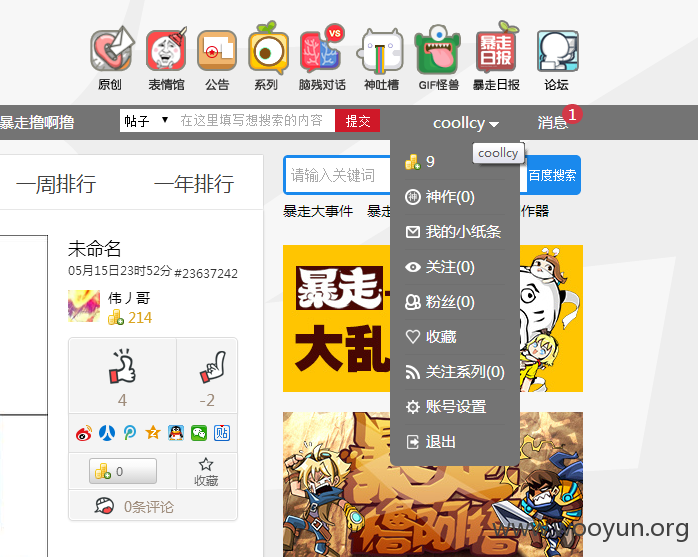 VS
暴走日报
原创
表情馆
公告
系列
脑残对话
神吐槽
GIF怪兽
暴走日报
论坛
暴走撸啊撸
帖子
在这里填写想搜索的内容
提交
coollcy
消息
1
coollcy
一周排行
一年排行
请输入关键词
百度搜索
暴走大事件
作器
9
神作(0)
我的小纸条
关注(0)
粉丝(0)
收藏
关注系列(0)
账号设置
退出
未命名
05月15日23时52分 #23637242
伟丿哥
214
4
-2
贴
0
收藏
0条评论
暴走
大乱
暴走
撸啊撸
www.wooyun.org